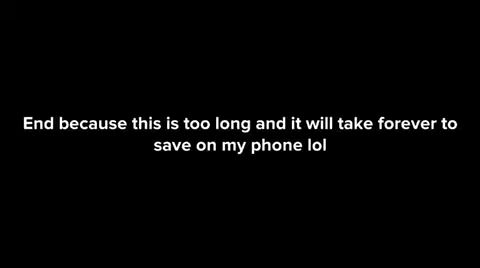 End because this is too long and it will take forever to
save on my phone lol